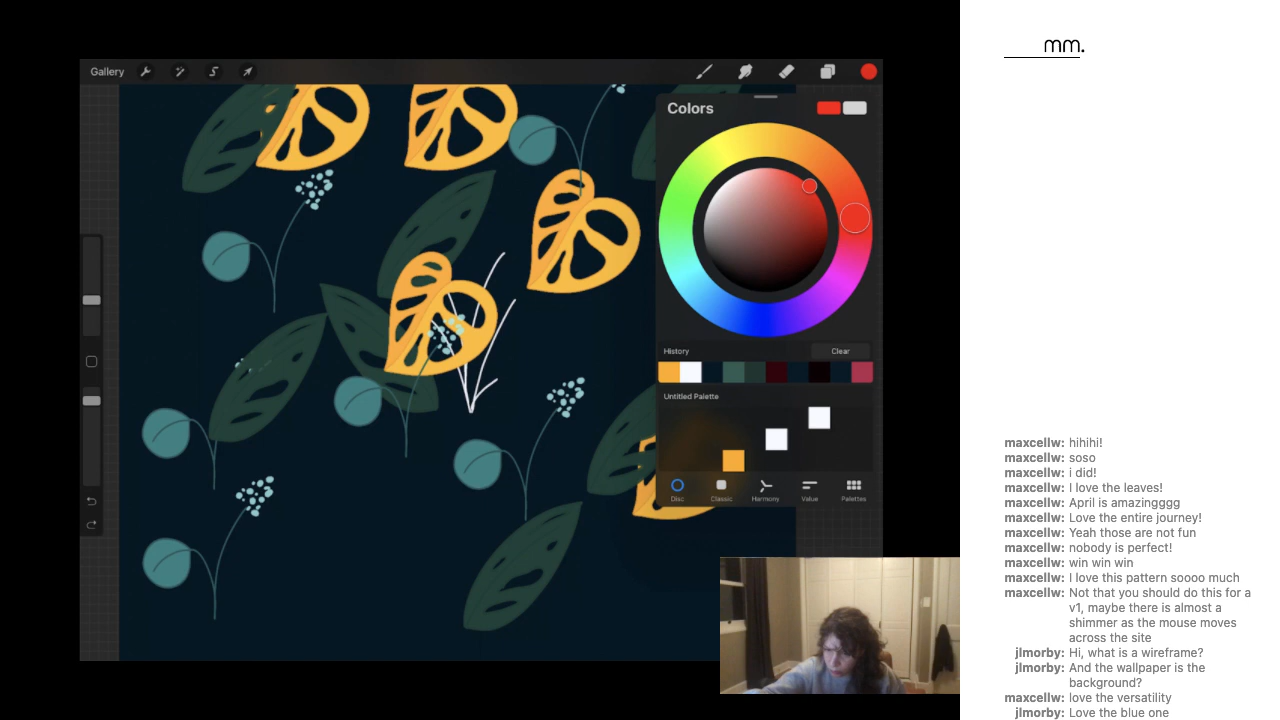 Gallery
Colors
History
Clear
Untitled Palette
Disc
Classic
Harmony
Value
Palettes
mm.
maxcellw: hihihi!
maxcellw: soso
maxcellw: i did!
maxcellw: I love the leaves!
maxcellw: April is amazingggg
maxcellw: Love the entire journey!
maxcellw: Yeah those are not fun
maxcellw: nobody is perfect!
maxcellw: win win win
maxcellw: I love this pattern soooo much
maxcellw: Not that you should do this for a
v1, maybe there is almost a
shimmer as the mouse moves
across the site
jlmorby: Hi, what is a wireframe?
jlmorby: And the wallpaper is the
background?
maxcellw: love the versatility
jlmorby: Love the blue one